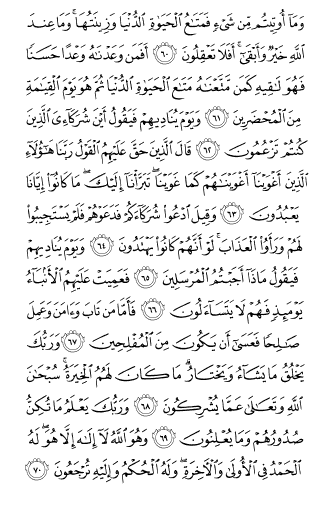 وَمَآ أُوتِيتُم مِّن شَىْءٍ فَمَتَٰعُ ٱلْحَيَوٰةِ ٱلدُّنْيَا وَزِينَتُهَا ۚ وَمَا عِندَ
ٱللَّهِ خَيْرٌ وَأَبْقَىٰٓ ۚ أَفَلَا تَعْقِلُونَ ٦٠ أَفَمَن وَعَدْنَٰهُ وَعْدًا حَسَنًا
فَهُوَ لَٰقِيهِ كَمَن مَّتَّعْنَٰهُ مَتَٰعَ ٱلْحَيَوٰةِ ٱلدُّنْيَا ثُمَّ هُوَ يَوْمَ ٱلْقِيَٰمَةِ
مِنَ ٱلْمُحْضَرِينَ ٦١ وَيَوْمَ يُنَادِيهِمْ فَيَقُولُ أَيْنَ شُرَكَآءِىَ ٱلَّذِينَ
كُنتُمْ تَزْعُمُونَ ٦٢ قَالَ ٱلَّذِينَ حَقَّ عَلَيْهِمُ ٱلْقَوْلُ رَبَّنَا هَٰٓؤُلَآءِ
ٱلَّذِينَ أَغْوَيْنَآ أَغْوَيْنَٰهُمْ كَمَا غَوَيْنَا ۖ تَبَرَّأْنَآ إِلَيْكَ ۖ مَا كَانُوٓا۟ إِيَّانَا
يَعْبُدُونَ ٦٣ وَقِيلَ ٱدْعُوا۟ شُرَكَآءَكُمْ فَدَعَوْهُمْ فَلَمْ يَسْتَجِيبُوا۟
لَهُمْ وَرَأَوُا۟ ٱلْعَذَابَ ۚ لَوْ أَنَّهُمْ كَانُوا۟ يَهْتَدُونَ ٦٤ وَيَوْمَ يُنَادِيهِمْ
فَيَقُولُ مَاذَآ أَجَبْتُمُ ٱلْمُرْسَلِينَ ٦٥ فَعَمِيَتْ عَلَيْهِمُ ٱلْأَنۢبَآءُ
يَوْمَئِذٍ فَهُمْ لَا يَتَسَآءَلُونَ ٦٦ فَأَمَّا مَن تَابَ وَءَامَنَ وَعَمِلَ
صَٰلِحًا فَعَسَىٰٓ أَن يَكُونَ مِنَ ٱلْمُفْلِحِينَ ٦٧ وَرَبُّكَ
يَخْلُقُ مَا يَشَآءُ وَيَخْتَارُ ۗ مَا كَانَ لَهُمُ ٱلْخِيَرَةُ ۚ سُبْحَٰنَ
ٱللَّهِ وَتَعَٰلَىٰ عَمَّا يُشْرِكُونَ ٦٨ وَرَبُّكَ يَعْلَمُ مَا تُكِنُّ
صُدُورُهُمْ وَمَا يُعْلِنُونَ ٦٩ وَهُوَ ٱللَّهُ لَآ إِلَٰهَ إِلَّا هُوَ ۖ لَهُ
ٱلْحَمْدُ فِى ٱلْأُولَىٰ وَٱلْءَاخِرَةِ ۖ وَلَهُ ٱلْحُكْمُ وَإِلَيْهِ تُرْجَعُونَ ٧٠